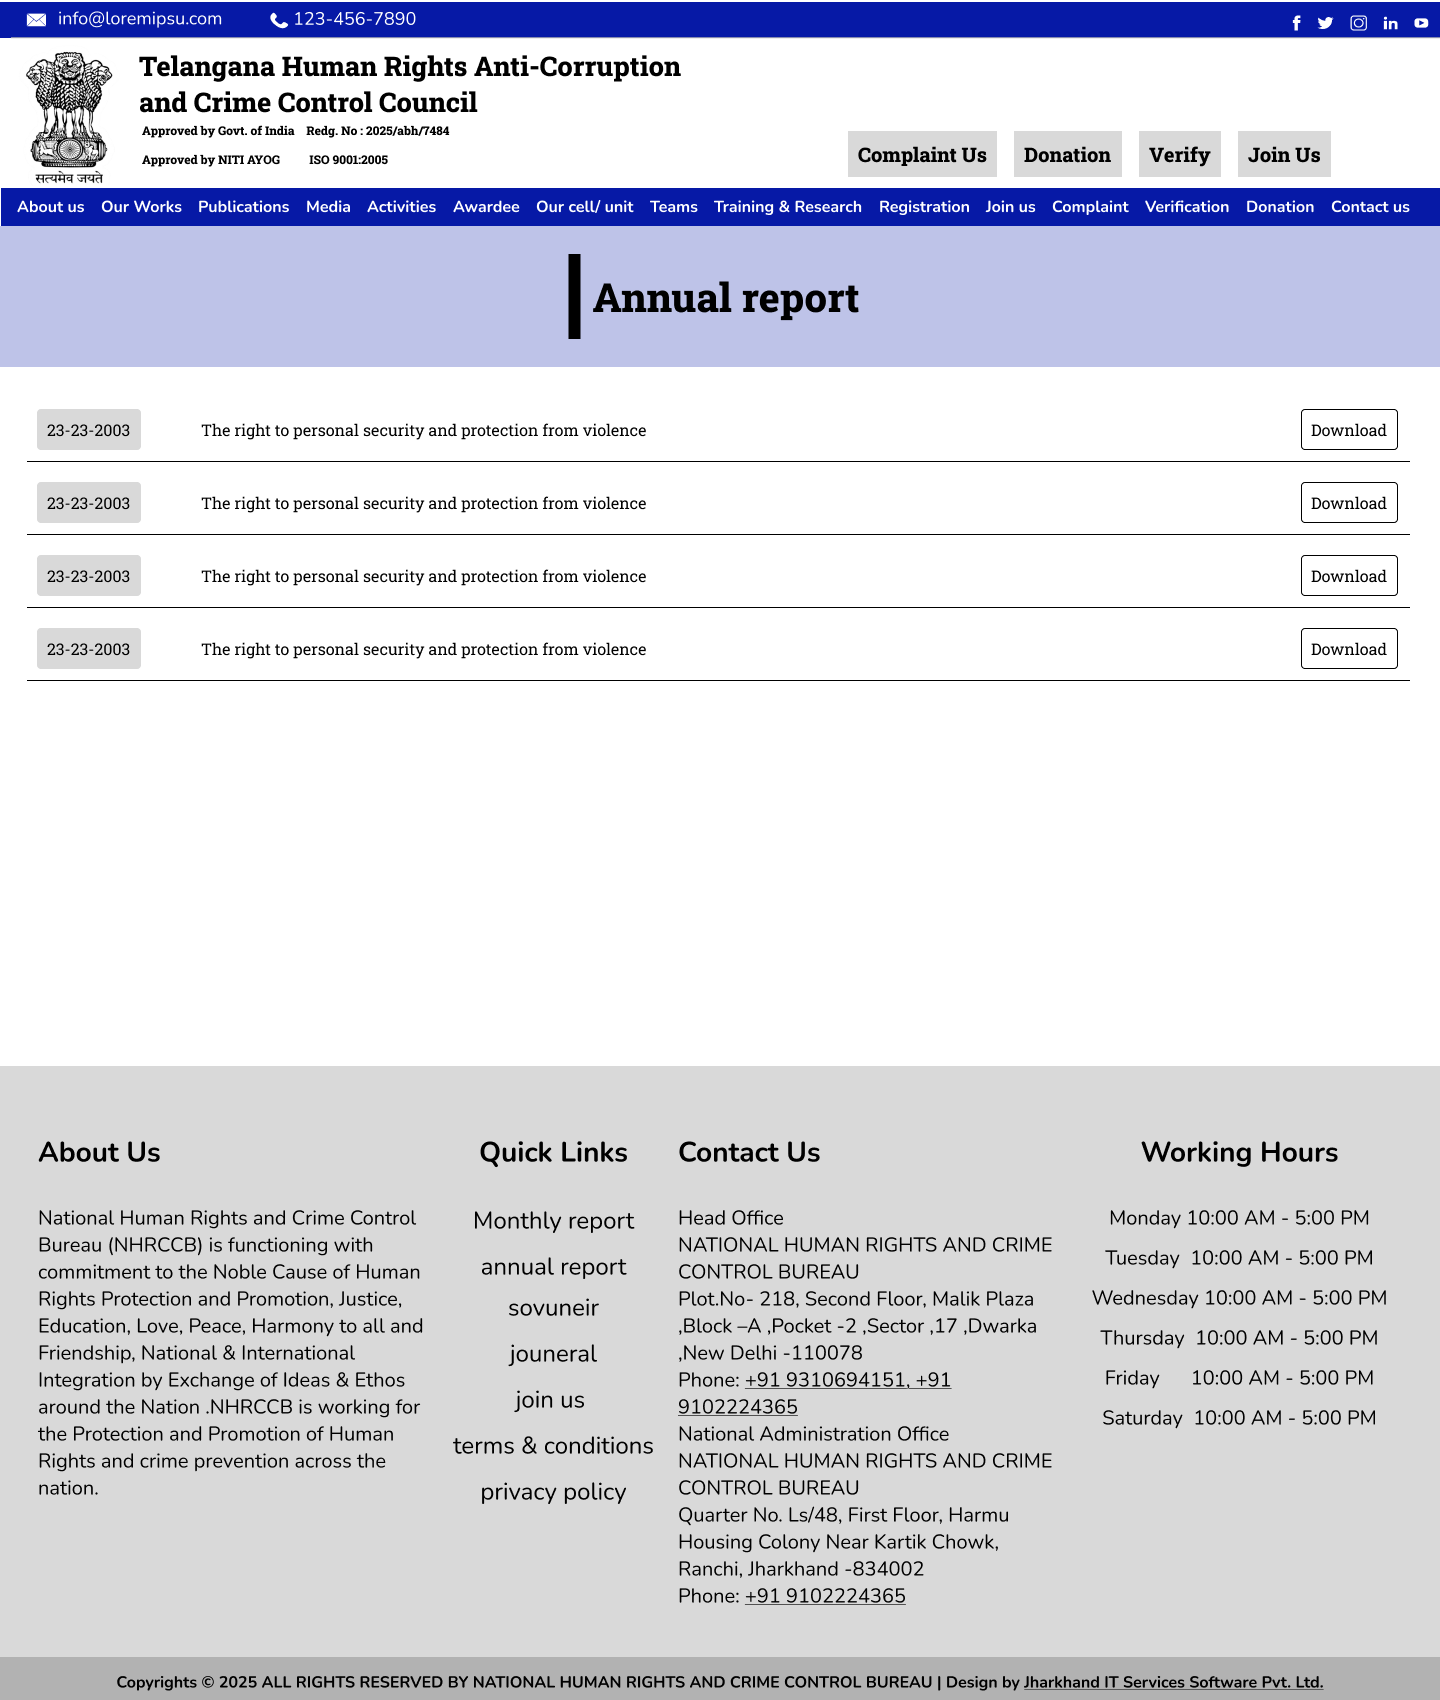 info@loremipsu.com 123-456-7890
Telangana Human Rights Anti-Corruption
and Crime Control Council
Approved by Govt. of India Redg. No : 2025/abh/7484
Approved by NITI AYOG ISO 9001:2005
सत्यमेव जयते
Complaint Us Donation Verify Join Us
About us Our Works Publications Media Activities Awardee Our cell/ unit Teams Training & Research Registration Join us Complaint Verification Donation Contact us
Annual report
23-23-2003 The right to personal security and protection from violence Download
23-23-2003 The right to personal security and protection from violence Download
23-23-2003 The right to personal security and protection from violence Download
23-23-2003 The right to personal security and protection from violence Download
About Us
National Human Rights and Crime Control
Bureau (NHRCCB) is functioning with
commitment to the Noble Cause of Human
Rights Protection and Promotion, Justice,
Education, Love, Peace, Harmony to all and
Friendship, National & International
Integration by Exchange of Ideas & Ethos
around the Nation .NHRCCB is working for
the Protection and Promotion of Human
Rights and crime prevention across the
nation.
Quick Links
Monthly report
annual report
sovuneir
jouneral
join us
terms & conditions
privacy policy
Contact Us
Head Office
NATIONAL HUMAN RIGHTS AND CRIME
CONTROL BUREAU
Plot.No- 218, Second Floor, Malik Plaza
,Block –A ,Pocket -2 ,Sector ,17 ,Dwarka
,New Delhi -110078
Phone: +91 9310694151, +91
9102224365
National Administration Office
NATIONAL HUMAN RIGHTS AND CRIME
CONTROL BUREAU
Quarter No. Ls/48, First Floor, Harmu
Housing Colony Near Kartik Chowk,
Ranchi, Jharkhand -834002
Phone: +91 9102224365
Working Hours
Monday 10:00 AM - 5:00 PM
Tuesday 10:00 AM - 5:00 PM
Wednesday 10:00 AM - 5:00 PM
Thursday 10:00 AM - 5:00 PM
Friday 10:00 AM - 5:00 PM
Saturday 10:00 AM - 5:00 PM
Copyrights © 2025 ALL RIGHTS RESERVED BY NATIONAL HUMAN RIGHTS AND CRIME CONTROL BUREAU | Design by Jharkhand IT Services Software Pvt. Ltd.